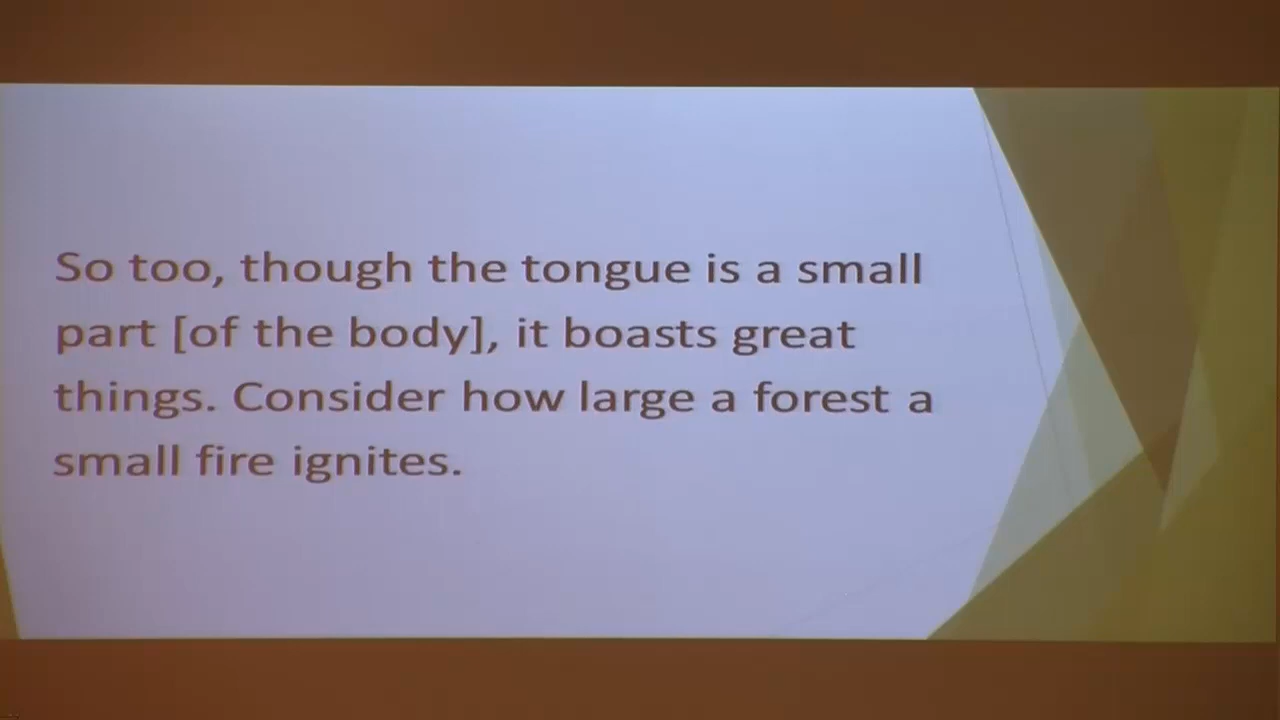 So too, though the tongue is a small
part [of the body], it boasts great
things. Consider how large a forest a
small fire ignites.